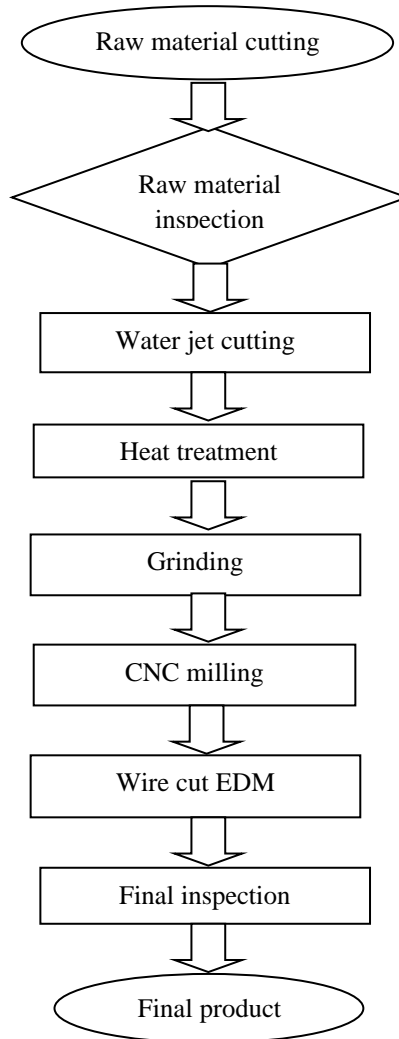 Raw material cutting
Raw material
inspection
Water jet cutting
Heat treatment
Grinding
CNC milling
Wire cut EDM
Final inspection
Final product